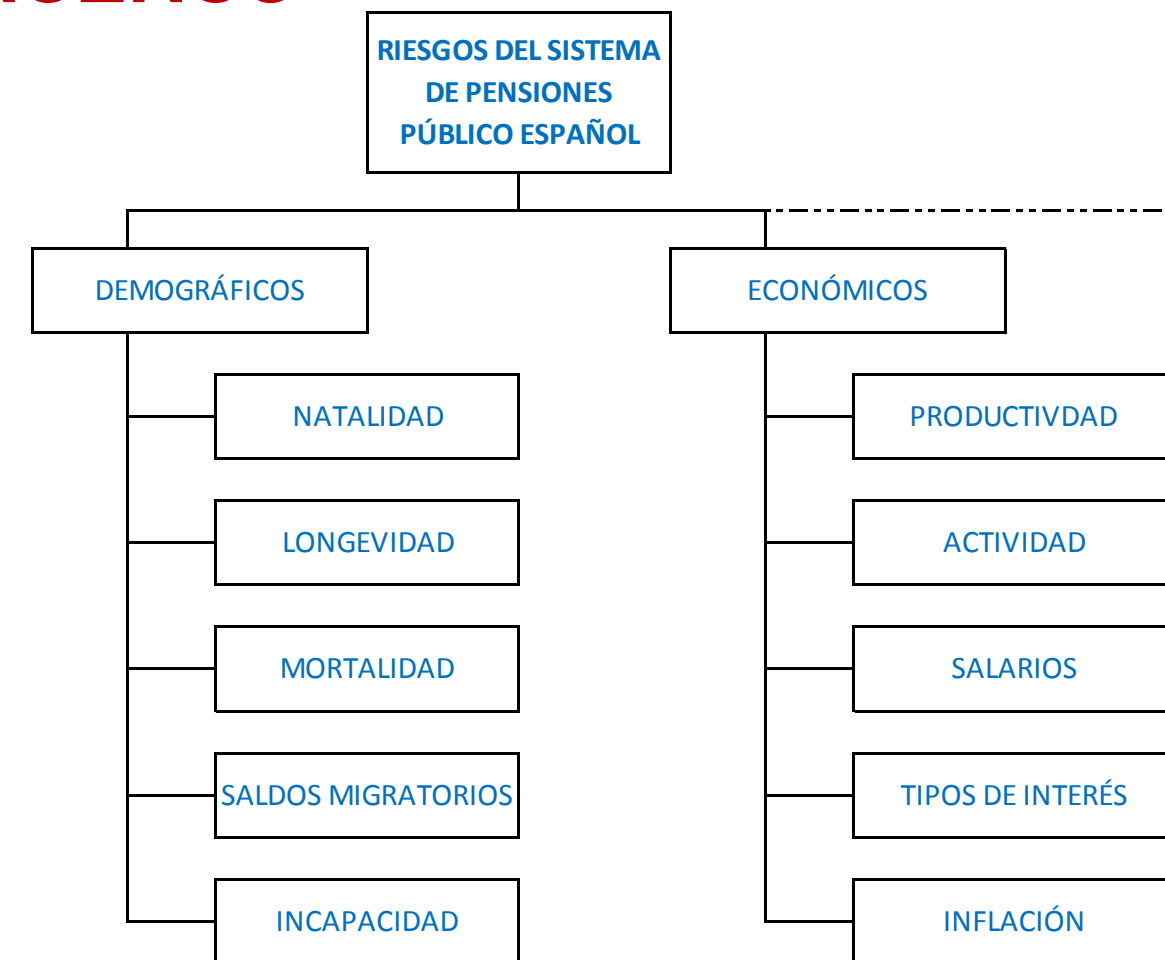 RIESGOS DEL SISTEMA
DE PENSIONES
PÚBLICO ESPAÑOL
DEMOGRÁFICOS
ECONÓMICOS
NATALIDAD
PRODUCTIVDAD
LONGEVIDAD
ACTIVIDAD
MORTALIDAD
SALARIOS
SALDOS MIGRATORIOS
TIPOS DE INTERÉS
INCAPACIDAD
INFLACIÓN